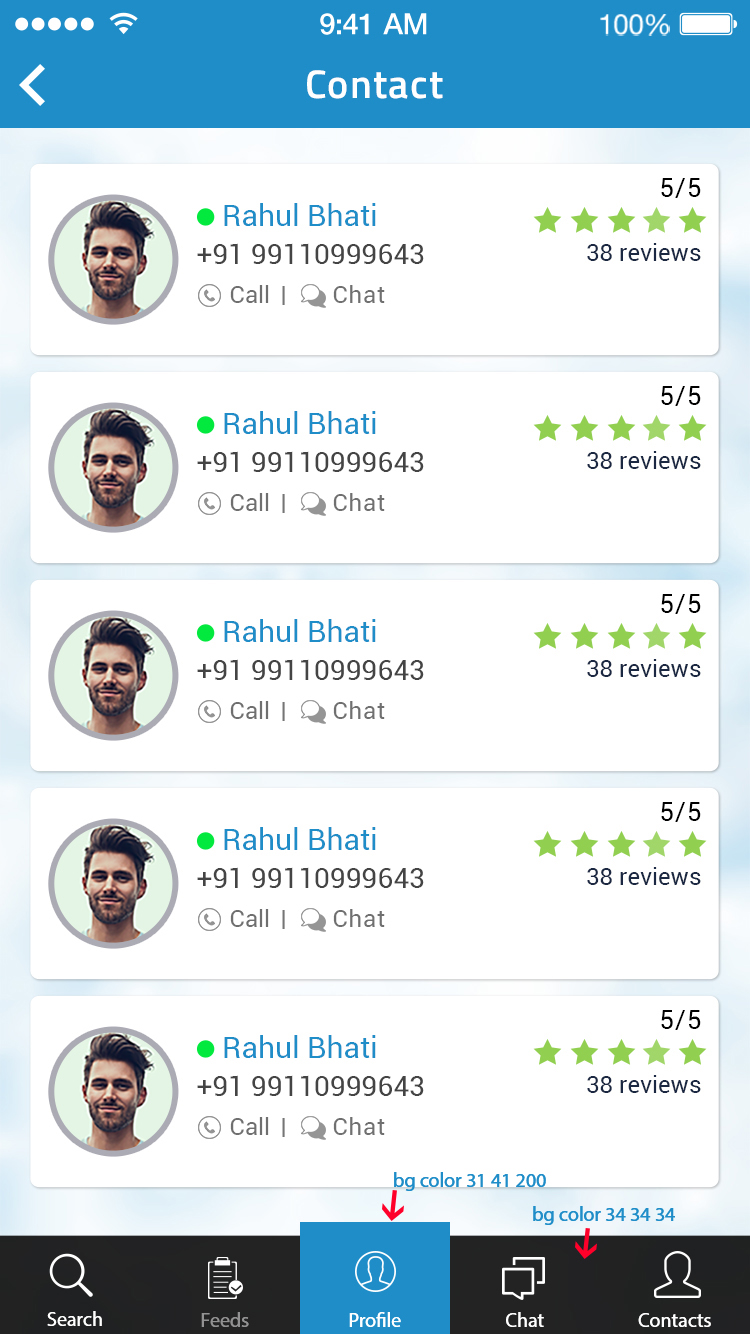 9:41 AM 100%
Contact
5/5
Rahul Bhati
+91 99110999643
38 reviews
Call | Chat
5/5
Rahul Bhati
+91 99110999643
38 reviews
Call | Chat
5/5
Rahul Bhati
+91 99110999643
38 reviews
Call | Chat
5/5
Rahul Bhati
+91 99110999643
38 reviews
Call | Chat
5/5
Rahul Bhati
+91 99110999643
38 reviews
Call | Chat
bg color 31 41 200
bg color 34 34 34
Search Feeds Profile Chat Contacts